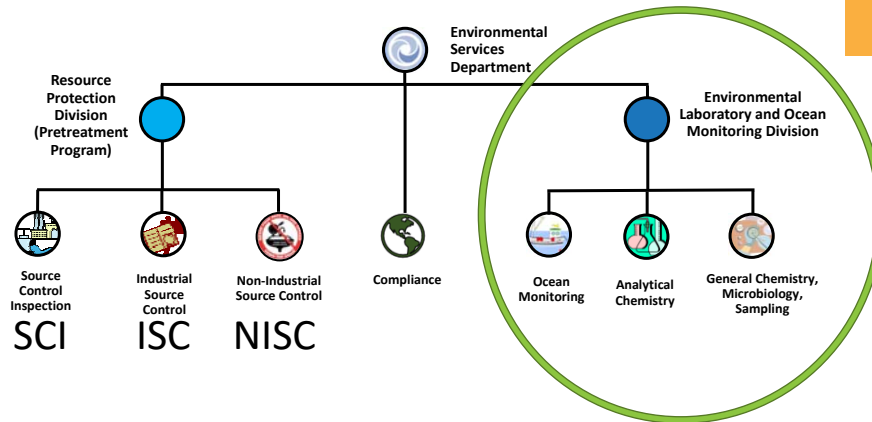 Environmental
Services
Department
Resource
Protection
Division
(Pretreatment
Program)
Environmental
Laboratory and Ocean
Monitoring Division
Source
Control
Inspection
SCI
Industrial
Source
Control
ISC
Non-Industrial
Source Control
NISC
Compliance
Ocean
Monitoring
Analytical
Chemistry
General Chemistry,
Microbiology,
Sampling